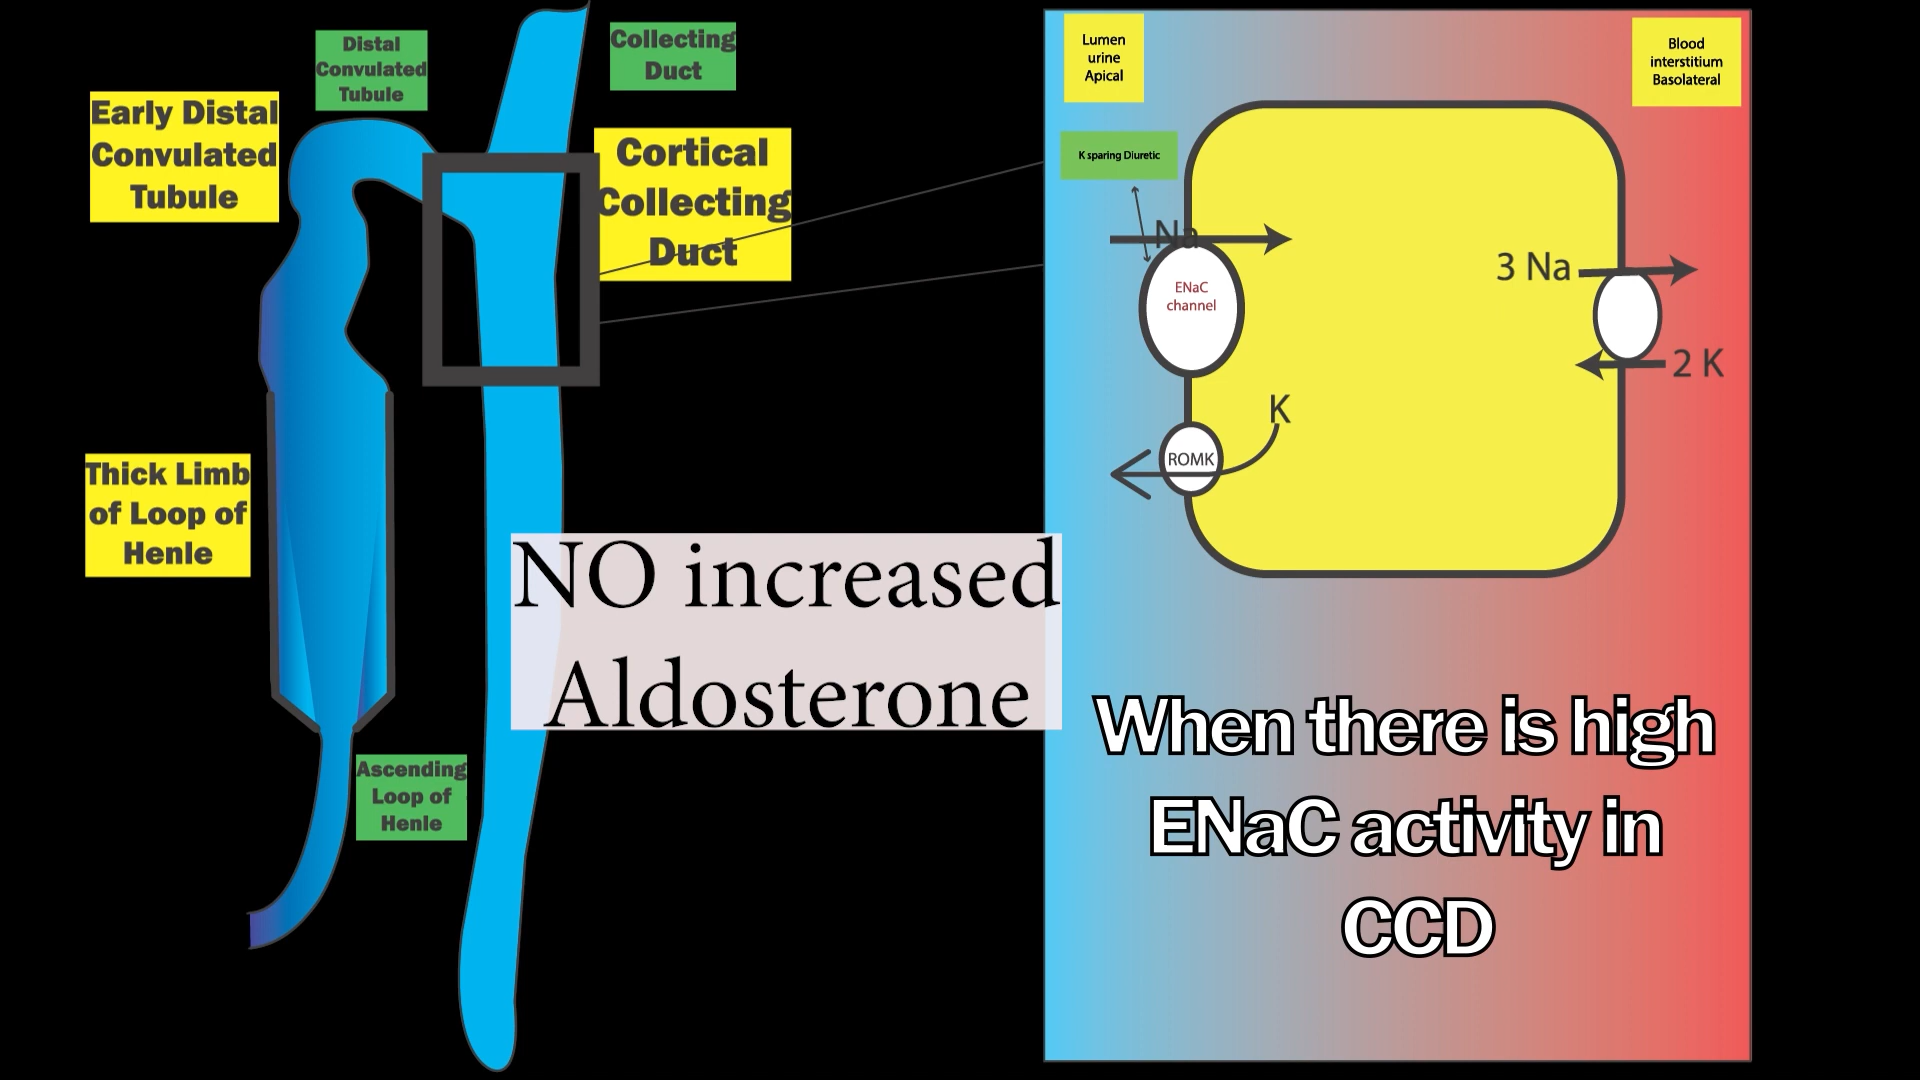 Distal
Convulated
Tubule
Collecting
Duct
Early Distal
Convulated
Tubule
Cortical
Collecting
Duct
Thick Limb
of Loop of
Henle
Ascending
Loop of
Henle
NO increased
Aldosterone
Lumen
urine
Apical
Blood
interstitium
Basolateral
K sparing Diuretic
Na
ENaC
channel
3 Na
2 K
K
ROMK
When there is high
ENaC activity in
CCD